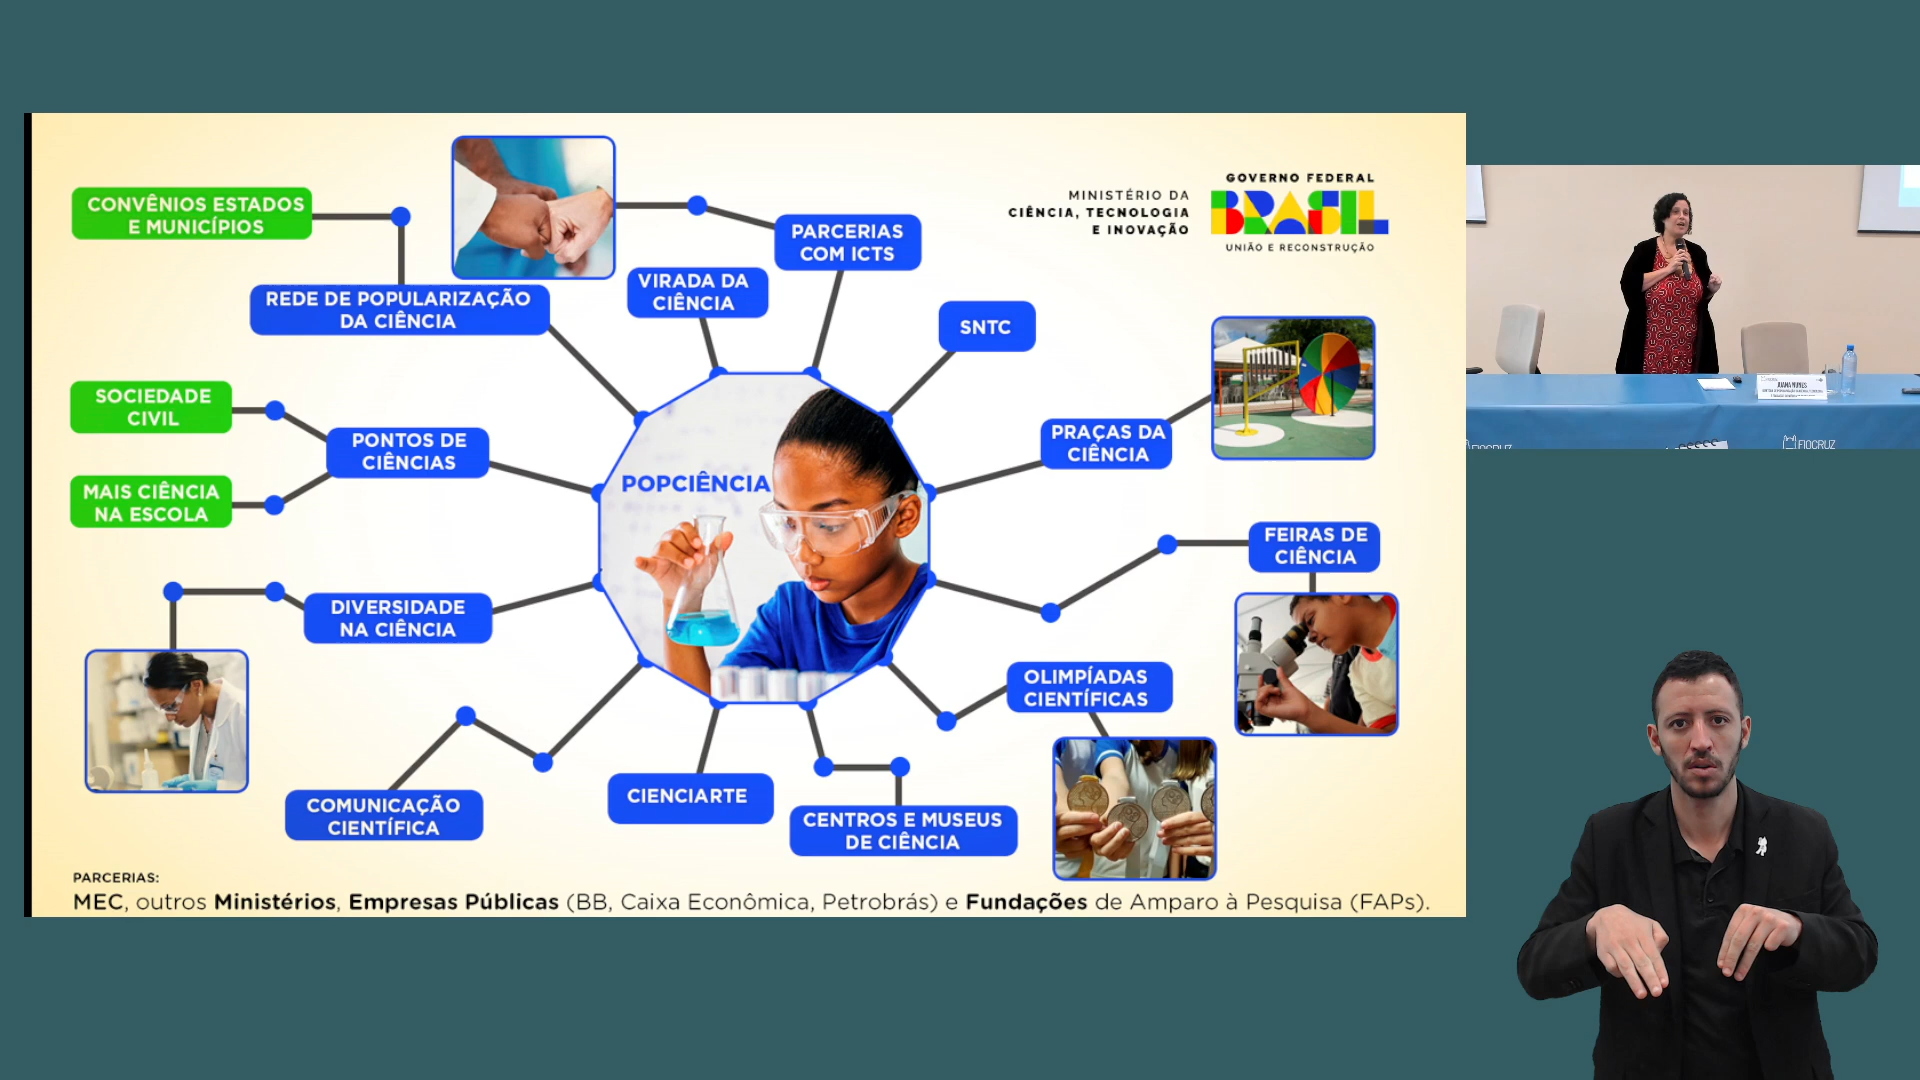 MINISTÉRIO DA
CIÊNCIA, TECNOLOGIA
E INOVAÇÃO
GOVERNO FEDERAL
BRASIL
UNIÃO E RECONSTRUÇÃO
CONVÊNIOS ESTADOS
E MUNICÍPIOS
REDE DE POPULARIZAÇÃO
DA CIÊNCIA
VIRADA DA
CIÊNCIA
PARCERIAS
COM ICTS
SNTC
SOCIEDADE
CIVIL
PONTOS DE
CIÊNCIAS
MAIS CIÊNCIA
NA ESCOLA
POPCIÊNCIA
PRAÇAS DA
CIÊNCIA
FEIRAS DE
CIÊNCIA
DIVERSIDADE
NA CIÊNCIA
OLIMPÍADAS
CIENTÍFICAS
COMUNICAÇÃO
CIENTÍFICA
CIENCIARTE
CENTROS E MUSEUS
DE CIÊNCIA
PARCERIAS:
MEC, outros Ministérios, Empresas Públicas (BB, Caixa Econômica, Petrobrás) e Fundações de Amparo à Pesquisa (FAPs).
JUANA NUNES
FIOCRUZ
FIOCRUZ